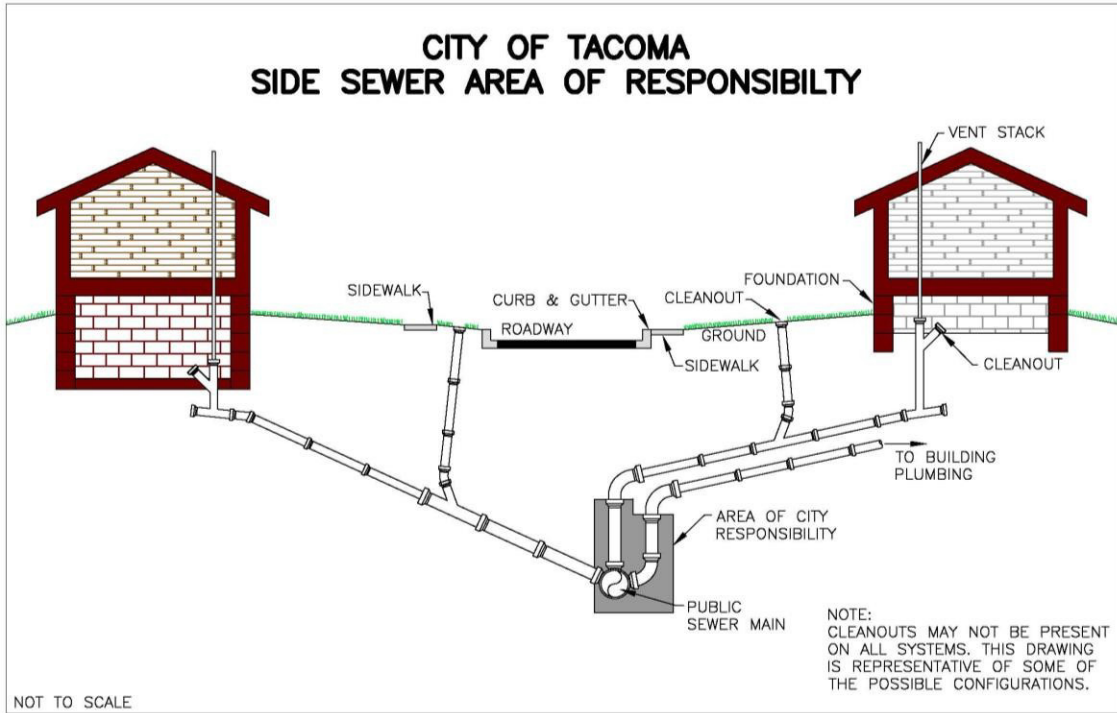 CITY OF TACOMA
SIDE SEWER AREA OF RESPONSIBILTY
VENT STACK
FOUNDATION
SIDEWALK
CURB & GUTTER
CLEANOUT
ROADWAY
GROUND
SIDEWALK
CLEANOUT
TO BUILDING
PLUMBING
AREA OF CITY
RESPONSIBILITY
PUBLIC
SEWER MAIN
NOTE:
CLEANOUTS MAY NOT BE PRESENT
ON ALL SYSTEMS. THIS DRAWING
IS REPRESENTATIVE OF SOME OF
THE POSSIBLE CONFIGURATIONS.
NOT TO SCALE